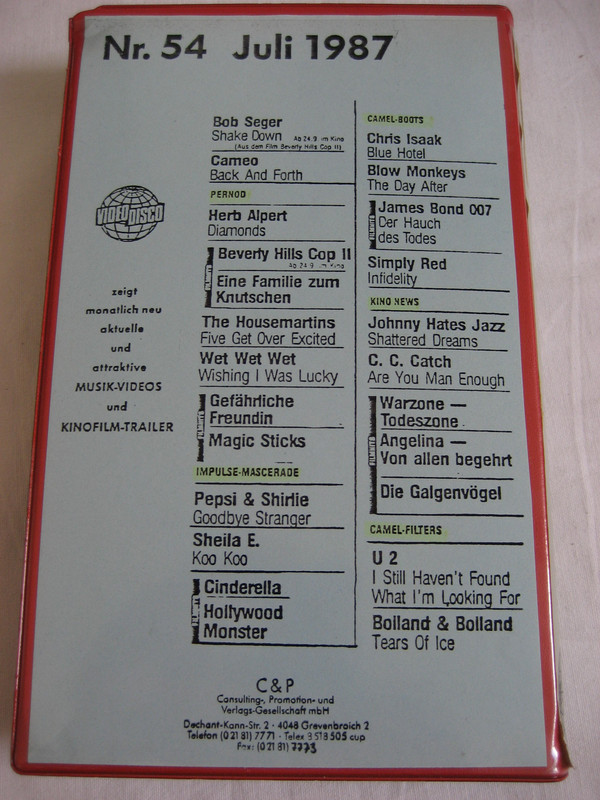 Nr. 54 Juli 1987
VIDEO DISCO
zeigt
monatlich neu
aktuelle
und
attraktive
MUSIK-VIDEOS
und
KINOFILM-TRAILER
Bob Seger
Shake Down Ab 24.9. im Kino
(Aus dem Film Beverly Hills Cop II)
Cameo
Back And Forth
PERNOD
Herb Alpert
Diamonds
FILMHITS
Beverly Hills Cop II
Ab 24.9. im Kino
Eine Familie zum
Knutschen
The Housemartins
Five Get Over Excited
Wet Wet Wet
Wishing I Was Lucky
FILMHITS
Gefährliche
Freundin
Magic Sticks
IMPULSE-MASCERADE
Pepsi & Shirlie
Goodbye Stranger
Sheila E.
Koo Koo
FILMHITS
Cinderella
Hollywood
Monster
CAMEL-BOOTS
Chris Isaak
Blue Hotel
Blow Monkeys
The Day After
FILMHITS
James Bond 007
Der Hauch
des Todes
Simply Red
Infidelity
KINO NEWS
Johnny Hates Jazz
Shattered Dreams
C. C. Catch
Are You Man Enough
FILMHITS
Warzone —
Todeszone
Angelina —
Von allen begehrt
Die Galgenvögel
CAMEL-FILTERS
U 2
I Still Haven't Found
What I'm Looking For
Bolland & Bolland
Tears Of Ice
C & P
Consulting-, Promotion- und
Verlags-Gesellschaft mbH
Dechant-Kann-Str. 2 · 4048 Grevenbroich 2
Telefon (0 21 81) 7771 · Telex 3 518 505 cup
Fax: (0 21 81) 7773